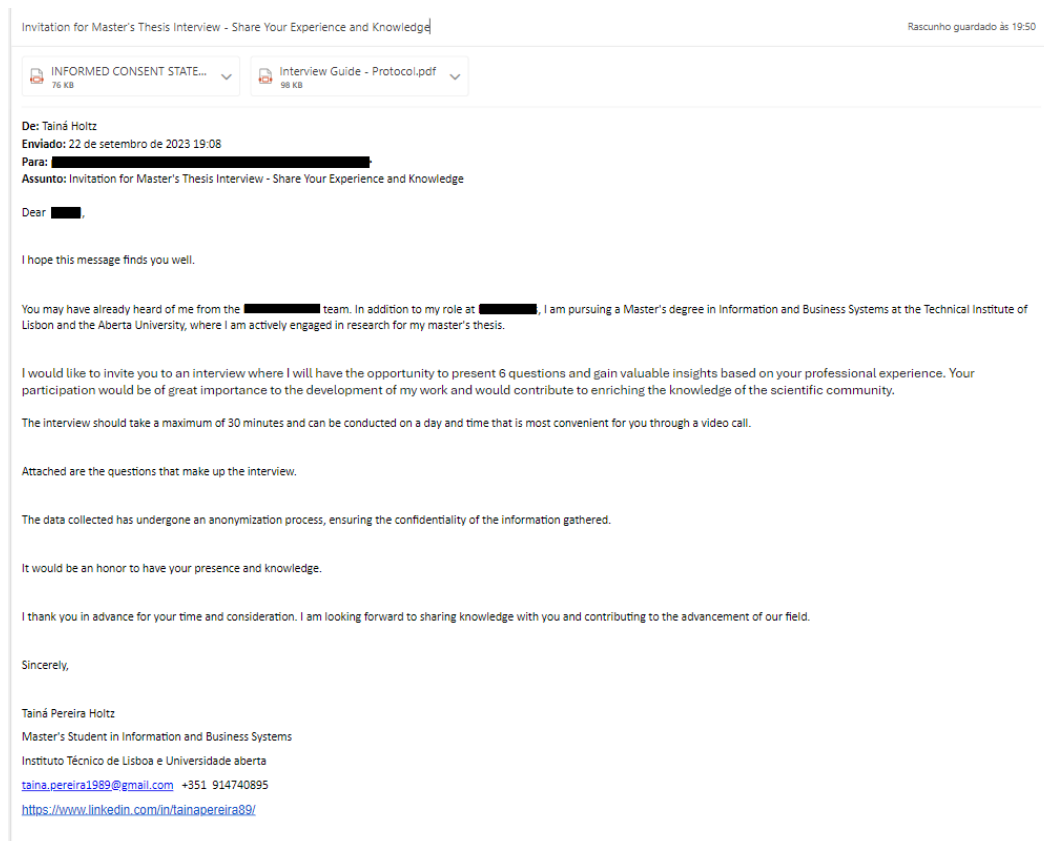 Invitation for Master's Thesis Interview - Share Your Experience and Knowledge
Rascunho guardado às 19:50
INFORMED CONSENT STATE...
76 KB
Interview Guide - Protocol.pdf
98 KB
De: Tainá Holtz
Enviado: 22 de setembro de 2023 19:08
Para:
Assunto: Invitation for Master's Thesis Interview - Share Your Experience and Knowledge
Dear ,
I hope this message finds you well.
You may have already heard of me from the team. In addition to my role at , I am pursuing a Master's degree in Information and Business Systems at the Technical Institute of
Lisbon and the Aberta University, where I am actively engaged in research for my master's thesis.
I would like to invite you to an interview where I will have the opportunity to present 6 questions and gain valuable insights based on your professional experience. Your
participation would be of great importance to the development of my work and would contribute to enriching the knowledge of the scientific community.
The interview should take a maximum of 30 minutes and can be conducted on a day and time that is most convenient for you through a video call.
Attached are the questions that make up the interview.
The data collected has undergone an anonymization process, ensuring the confidentiality of the information gathered.
It would be an honor to have your presence and knowledge.
I thank you in advance for your time and consideration. I am looking forward to sharing knowledge with you and contributing to the advancement of our field.
Sincerely,
Tainá Pereira Holtz
Master's Student in Information and Business Systems
Instituto Técnico de Lisboa e Universidade aberta
taina.pereira1989@gmail.com +351 914740895
https://www.linkedin.com/in/tainapereira89/